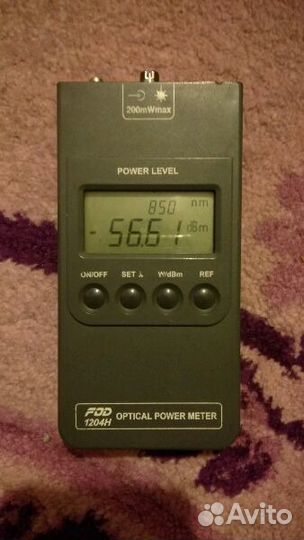 200mWmax
POWER LEVEL
850 nm
-56.61 dBm
ON/OFF SET λ W/dBm REF
FOD
1204H OPTICAL POWER METER
Avito